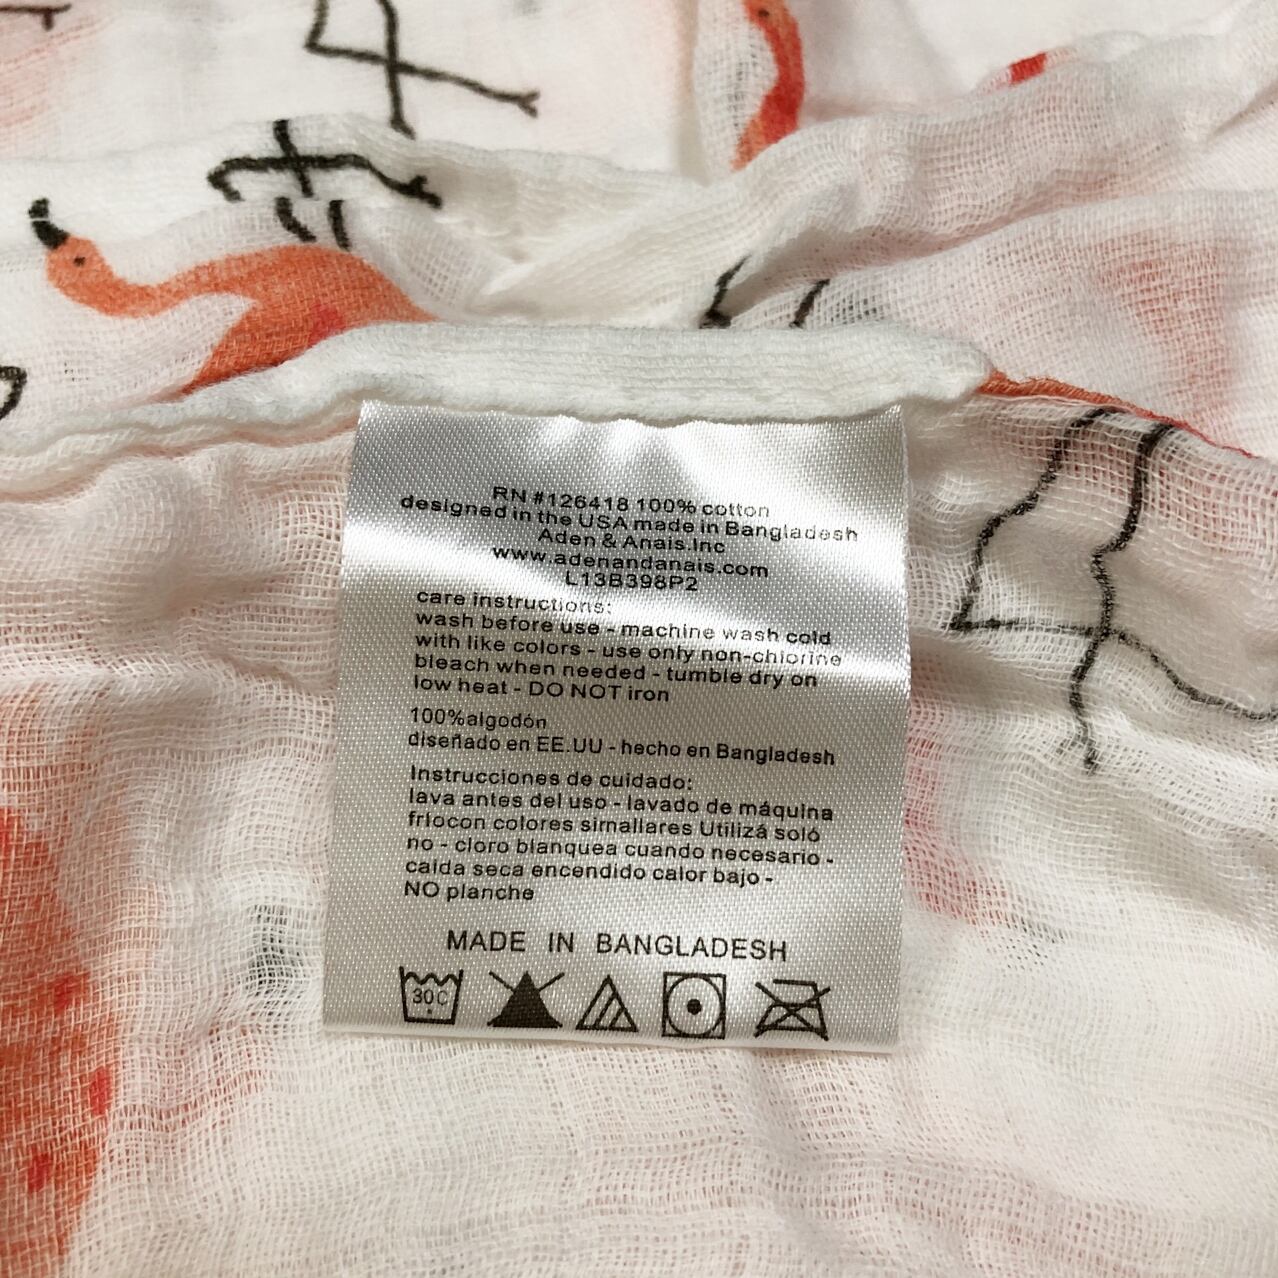 RN #126418 100% cotton
designed in the USA made in Bangladesh
Aden & Anais.Inc
www.adenandanais.com
L13B398P2
care instructions:
wash before use - machine wash cold
with like colors - use only non-chlorine
bleach when needed - tumble dry on
low heat - DO NOT iron
100%algodón
diseñado en EE.UU - hecho en Bangladesh
Instrucciones de cuidado:
lava antes del uso - lavado de máquina
friocon colores simallares Utilizá soló
no - cloro blanquea cuando necesario -
caida seca encendido calor bajo -
NO planche
MADE IN BANGLADESH
30C